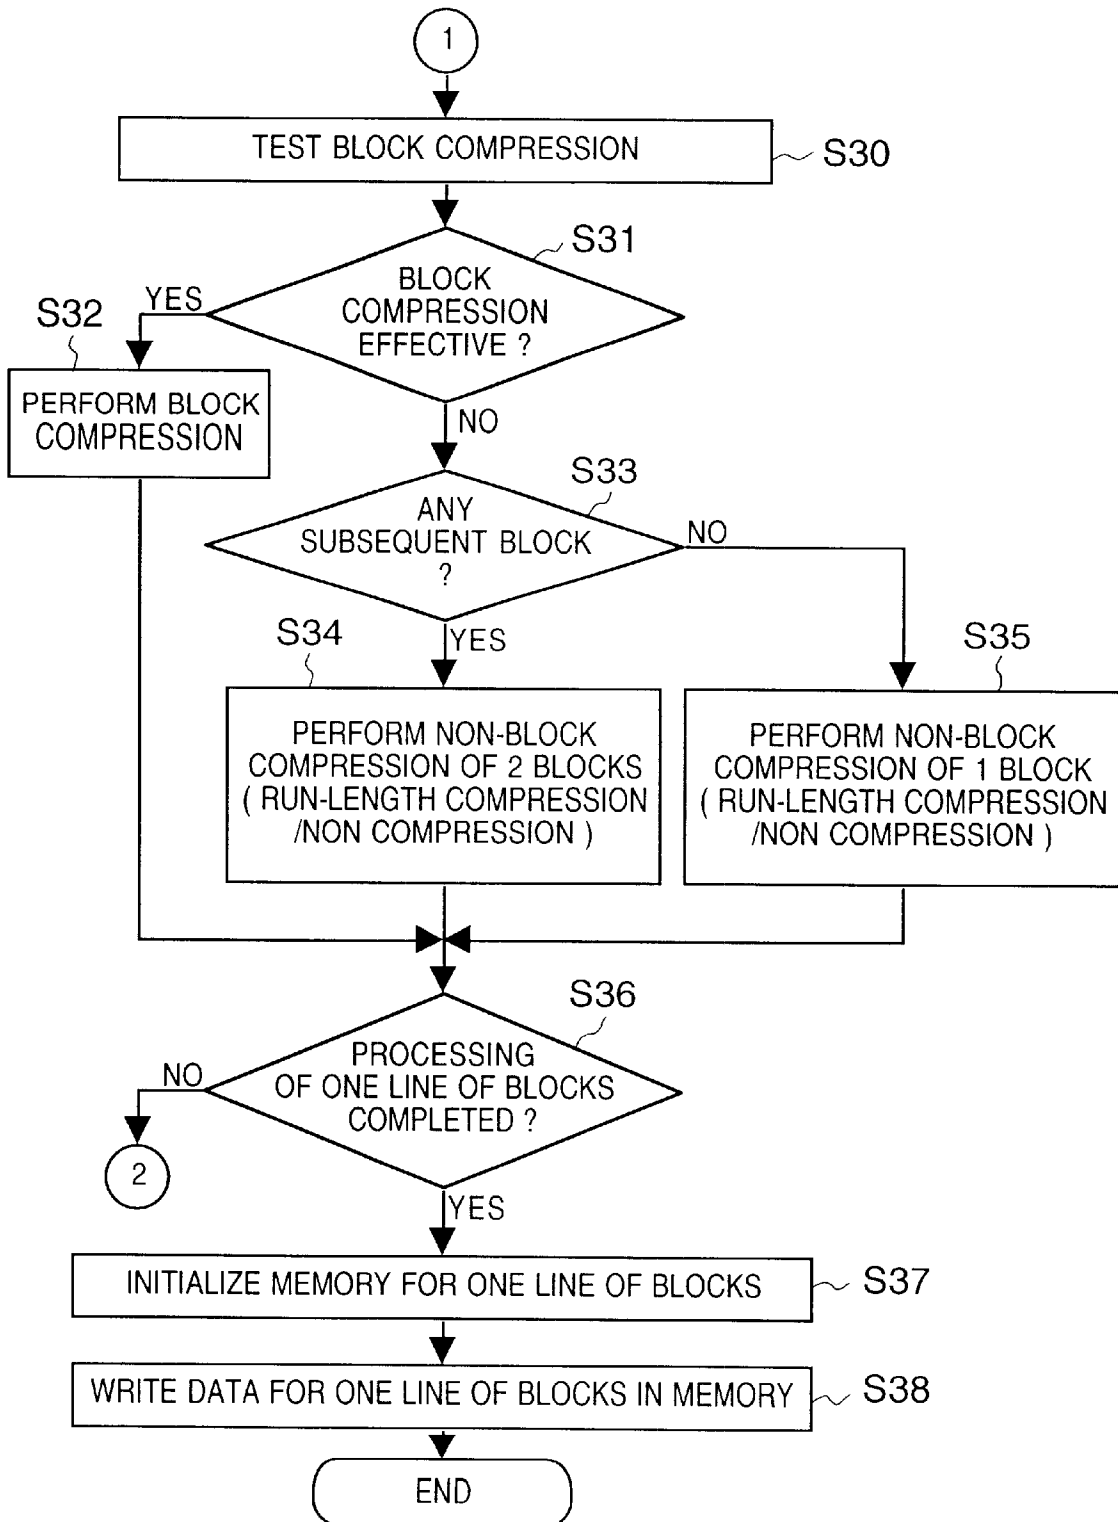 1
TEST BLOCK COMPRESSION
S30
S31
BLOCK
COMPRESSION
EFFECTIVE ?
YES
S32
PERFORM BLOCK
COMPRESSION
NO
S33
ANY
SUBSEQUENT BLOCK
?
NO
YES
S34
PERFORM NON-BLOCK
COMPRESSION OF 2 BLOCKS
( RUN-LENGTH COMPRESSION
/NON COMPRESSION )
S35
PERFORM NON-BLOCK
COMPRESSION OF 1 BLOCK
( RUN-LENGTH COMPRESSION
/NON COMPRESSION )
S36
PROCESSING
OF ONE LINE OF BLOCKS
COMPLETED ?
NO
2
YES
INITIALIZE MEMORY FOR ONE LINE OF BLOCKS
S37
WRITE DATA FOR ONE LINE OF BLOCKS IN MEMORY
S38
END